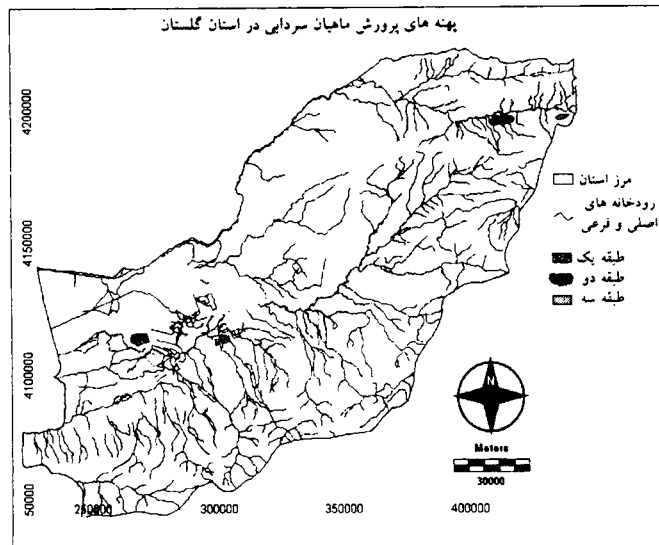 پهنه های پرورش ماهیان سردابی در استان گلستان
4200000
4150000
4100000
50000
250000
300000
350000
400000
مرز استان
رودخانه های
اصلی و فرعی
طبقه یک
طبقه دو
طبقه سه
N
Meters
30000